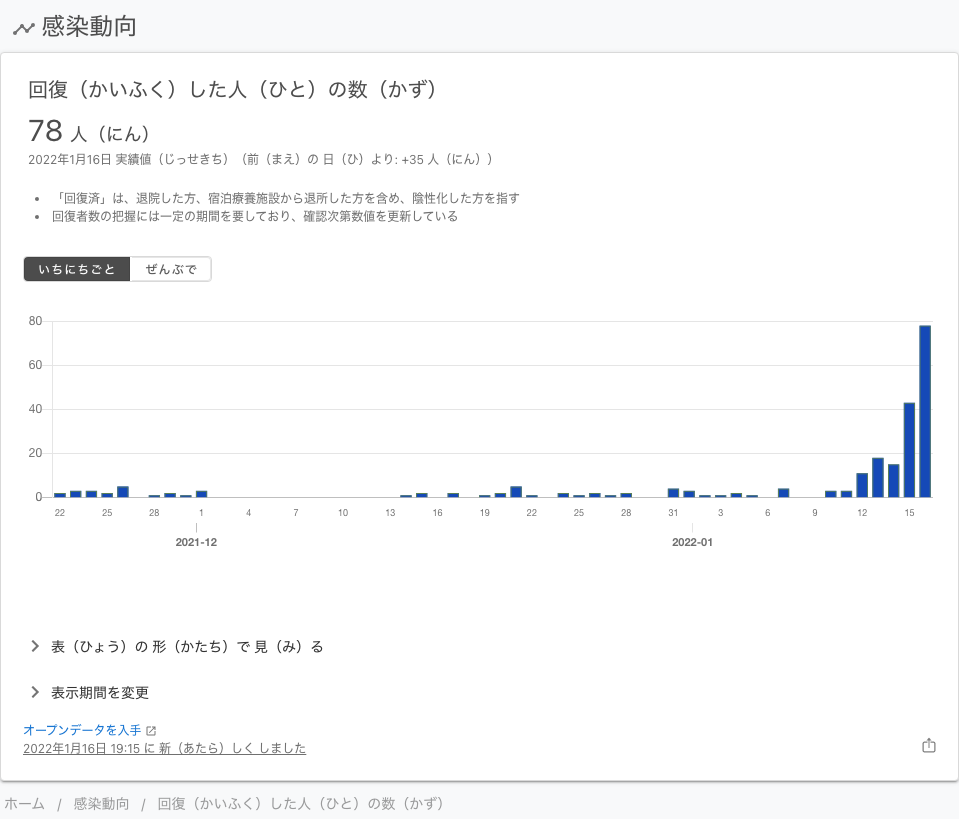 感染動向
回復（かいふく）した人（ひと）の数（かず）
78 人（にん）
2022年1月16日 実績値（じっせきち）（前（まえ）の 日（ひ）より: +35 人（にん））
「回復済」は、退院した方、宿泊療養施設から退所した方を含め、陰性化した方を指す
回復者数の把握には一定の期間を要しており、確認次第数値を更新している
いちにちごと ぜんぶで
80
60
40
20
0
22 25 28 1 4 7 10 13 16 19 22 25 28 31 3 6 9 12 15
2021-12 2022-01
表（ひょう）の 形（かたち）で 見（み）る
表示期間を変更
オープンデータを入手
2022年1月16日 19:15 に 新（あたら）しく しました
ホーム / 感染動向 / 回復（かいふく）した人（ひと）の数（かず）